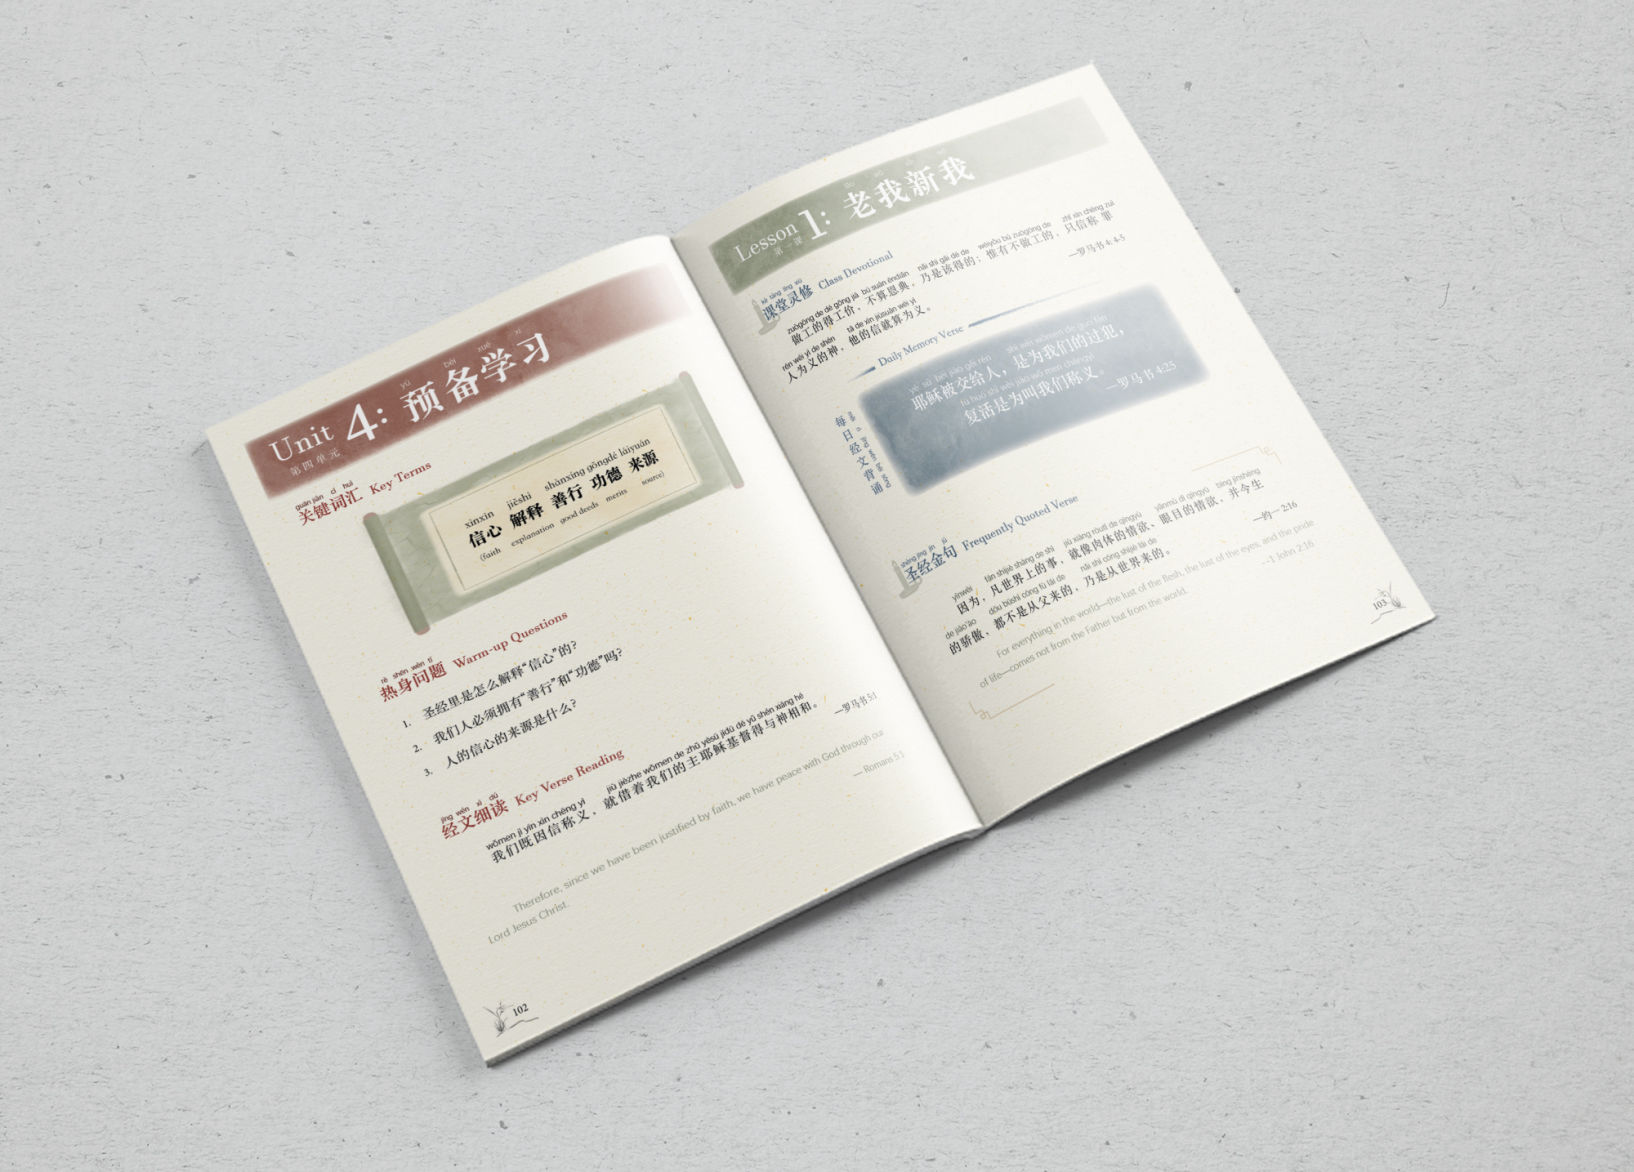 yù bèi xué xí
Unit 4: 预备学习
第四单元
guān jiàn cí huì
关键词汇 Key Terms
xìnxīn jiěshì shànxíng gōngdé láiyuán
信心 解释 善行 功德 来源
(faith explanation good deeds merits source)
rè shēn wèn tí
热身问题 Warm-up Questions
1. 圣经里是怎么解释“信心”的?
2. 我们人必须拥有“善行”和“功德”吗?
3. 人的信心的来源是什么?
jīng wén xì dú
经文细读 Key Verse Reading
wǒmen jì yīn xìn chēng yì jiù jièzhe wǒmen de zhǔ yēsū jīdū dé yǔ shén xiāng hé
我们既因信称义，就借着我们的主耶稣基督得与神相和。
—罗马书 5:1
Therefore, since we have been justified by faith, we have peace with God through our
Lord Jesus Christ.
— Romans 5:1
102
Lesson 1: 老我新我
第一课
kè táng líng xiū
课堂灵修 Class Devotional
zuògōng de dé gōng jià bú suàn ēndiǎn nǎi shì gāi dé de wéiyǒu bú zuògōng de zhǐ xìn chēng zuì
做工的得工价，不算恩典，乃是该得的；惟有不做工的，只信称罪
rén wéi yì de shén tā de xìn jiùsuàn wéi yì
人为义的神，他的信就算为义。
—罗马书 4: 4-5
Daily Memory Verse
每日经文背诵
耶稣被交给人，是为我们的过犯，
复活是为叫我们称义。
—罗马书 4:25
shèng jīng jīn jù
圣经金句 Frequently Quoted Verse
yīnwèi fán shìjiè shàng de shì jiù xiàng ròutǐ de qíngyù yǎnmù dì qíngyù bìng jīnshēng
因为，凡世界上的事，就像肉体的情欲、眼目的情欲，并今生
de jiāo'ào dōu búshì cóng fù lái de nǎi shì cóng shìjiè lái de
的骄傲，都不是从父来的，乃是从世界来的。
—约一 2:16
For everything in the world—the lust of the flesh, the lust of the eyes, and the pride
of life—comes not from the Father but from the world.
--1 John 2:16
103